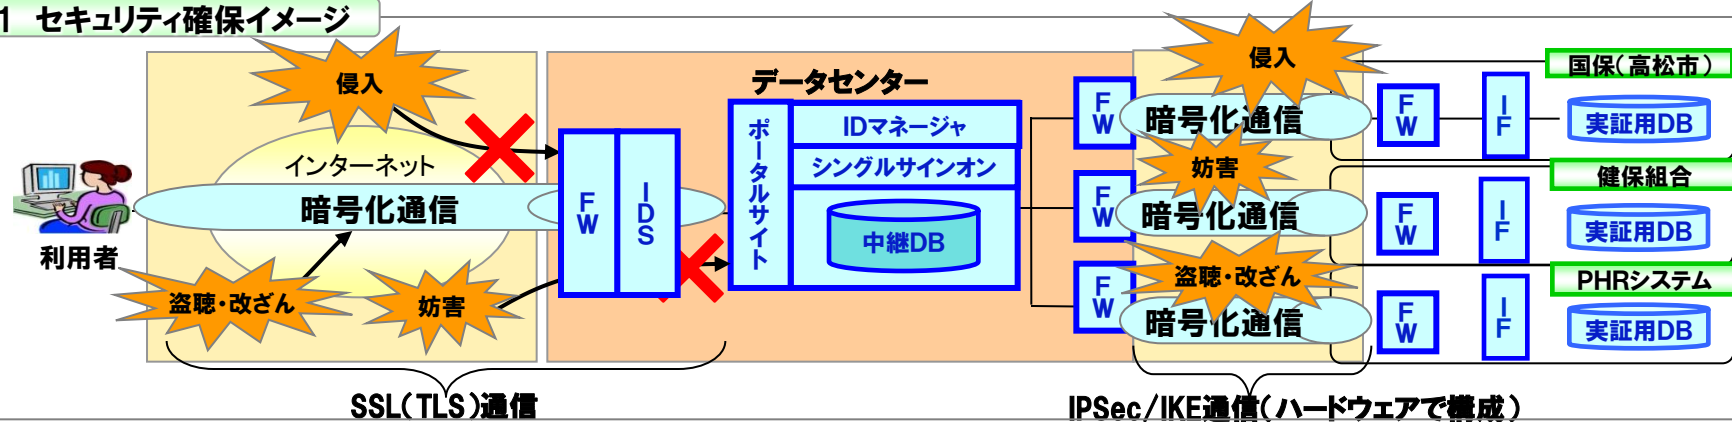 1 セキュリティ確保イメージ
侵入
インターネット
暗号化通信
利用者
盗聴・改ざん
妨害
SSL(TLS)通信
FW
IDS
データセンター
ポータルサイト
IDマネージャ
シングルサインオン
中継DB
FW
FW
FW
侵入
暗号化通信
妨害
暗号化通信
盗聴・改ざん
暗号化通信
IPSec/IKE通信(ハードウェアで構成)
FW
IF
国保(高松市)
実証用DB
FW
IF
健保組合
実証用DB
FW
IF
PHRシステム
実証用DB